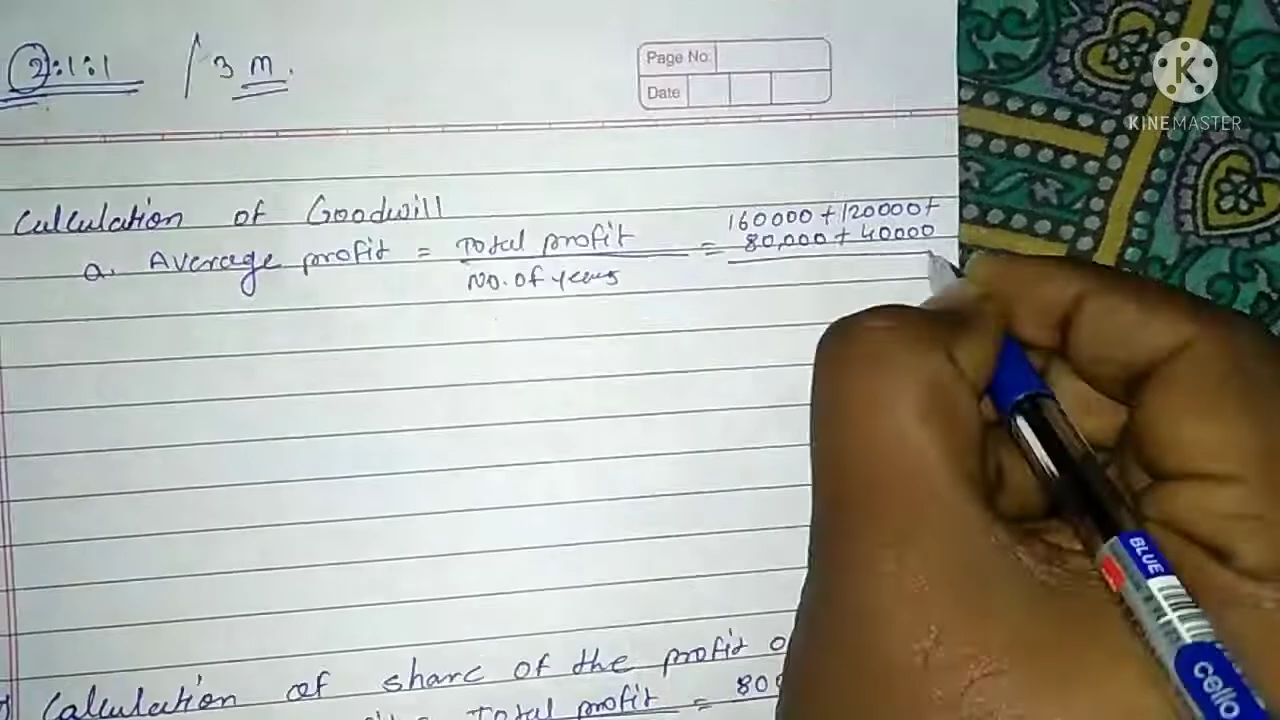 2:1:1 / 3 m.
Page No.
Date
K
KINEMASTER
Calculation of Goodwill
160000 + 120000 +
a. Average profit = Total profit = 80,000 + 40000
No. of years
BLUE
cello
Calculation of share of the profit
Total profit = 80